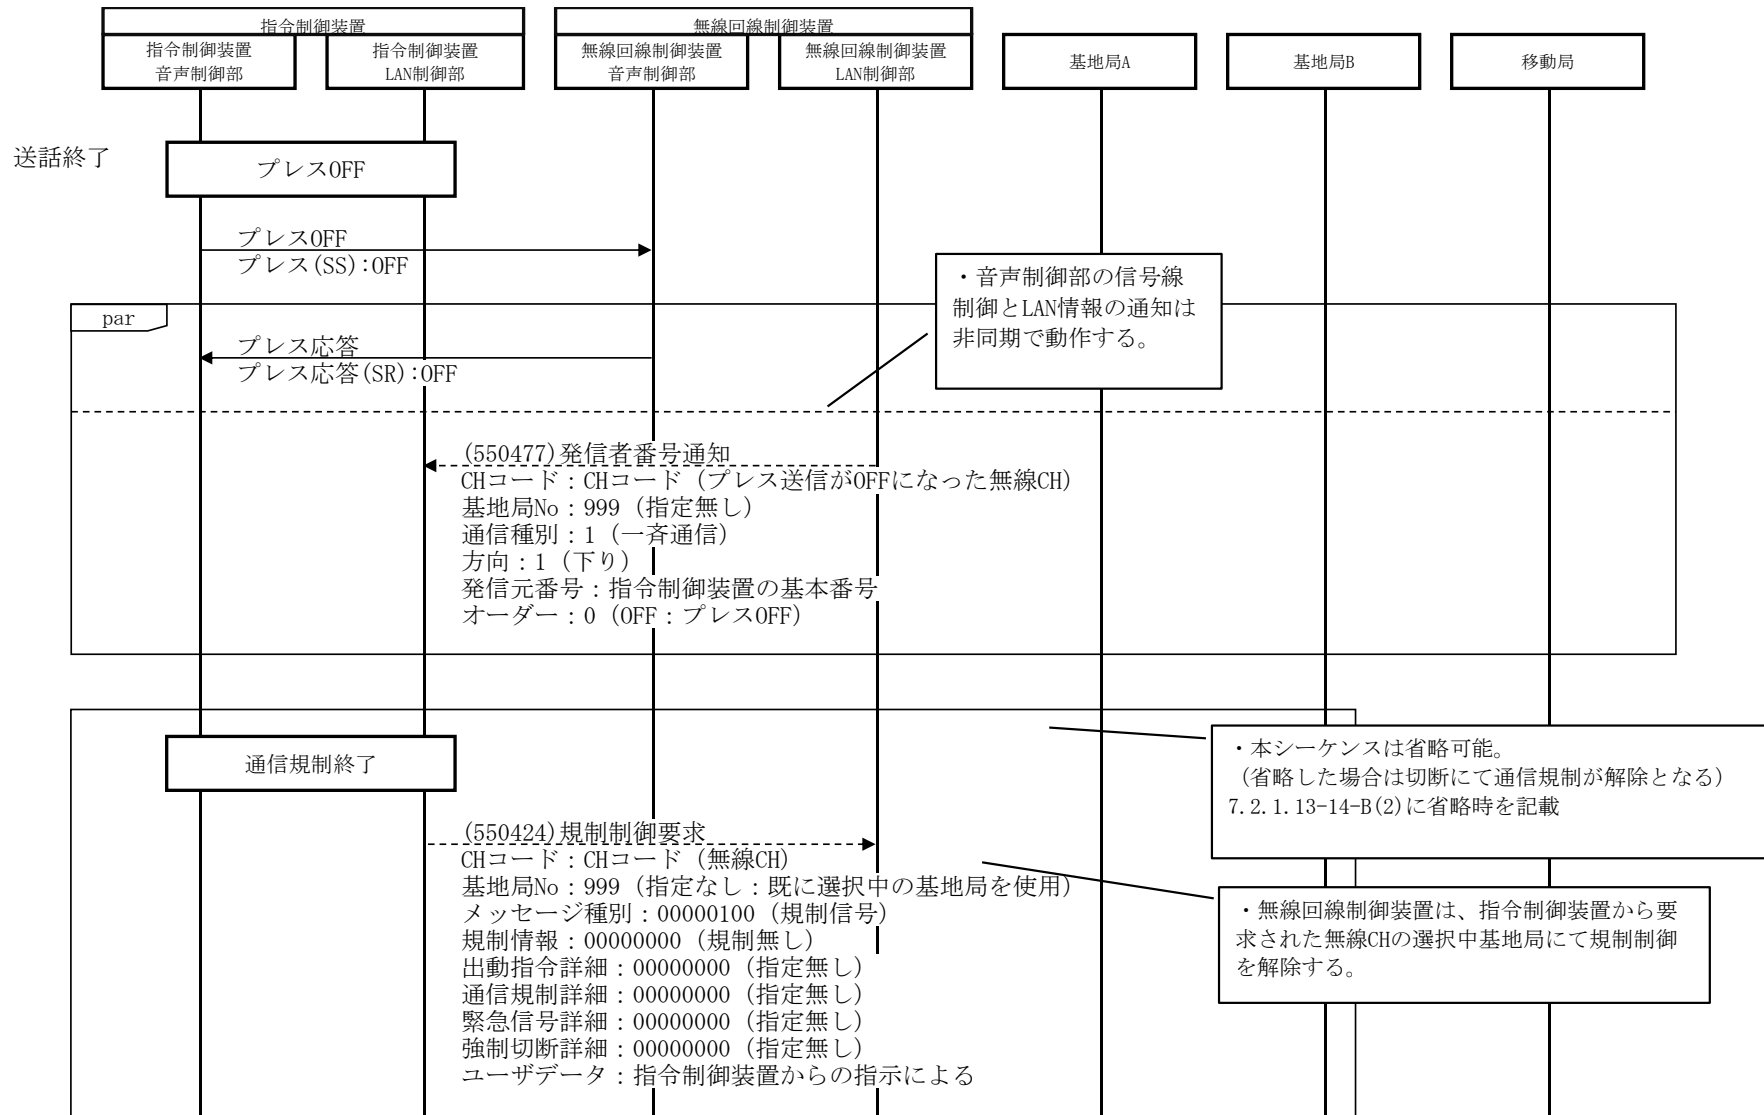 指令制御装置
無線回線制御装置
指令制御装置
音声制御部
指令制御装置
LAN制御部
無線回線制御装置
音声制御部
無線回線制御装置
LAN制御部
基地局A
基地局B
移動局
送話終了
プレスOFF
プレスOFF
プレス(SS):OFF
・音声制御部の信号線
制御とLAN情報の通知は
非同期で動作する。
par
プレス応答
プレス応答(SR):OFF
(550477)発信者番号通知
CHコード：CHコード（プレス送信がOFFになった無線CH）
基地局No：999（指定無し）
通信種別：1（一斉通信）
方向：1（下り）
発信元番号：指令制御装置の基本番号
オーダー：0（OFF：プレスOFF）
通信規制終了
・本シーケンスは省略可能。
（省略した場合は切断にて通信規制が解除となる）
7.2.1.13-14-B(2)に省略時を記載
(550424)規制制御要求
CHコード：CHコード（無線CH）
基地局No：999（指定なし：既に選択中の基地局を使用）
メッセージ種別：00000100（規制信号）
規制情報：00000000（規制無し）
出動指令詳細：00000000（指定無し）
通信規制詳細：00000000（指定無し）
緊急信号詳細：00000000（指定無し）
強制切断詳細：00000000（指定無し）
ユーザデータ：指令制御装置からの指示による
・無線回線制御装置は、指令制御装置から要
求された無線CHの選択中基地局にて規制制御
を解除する。